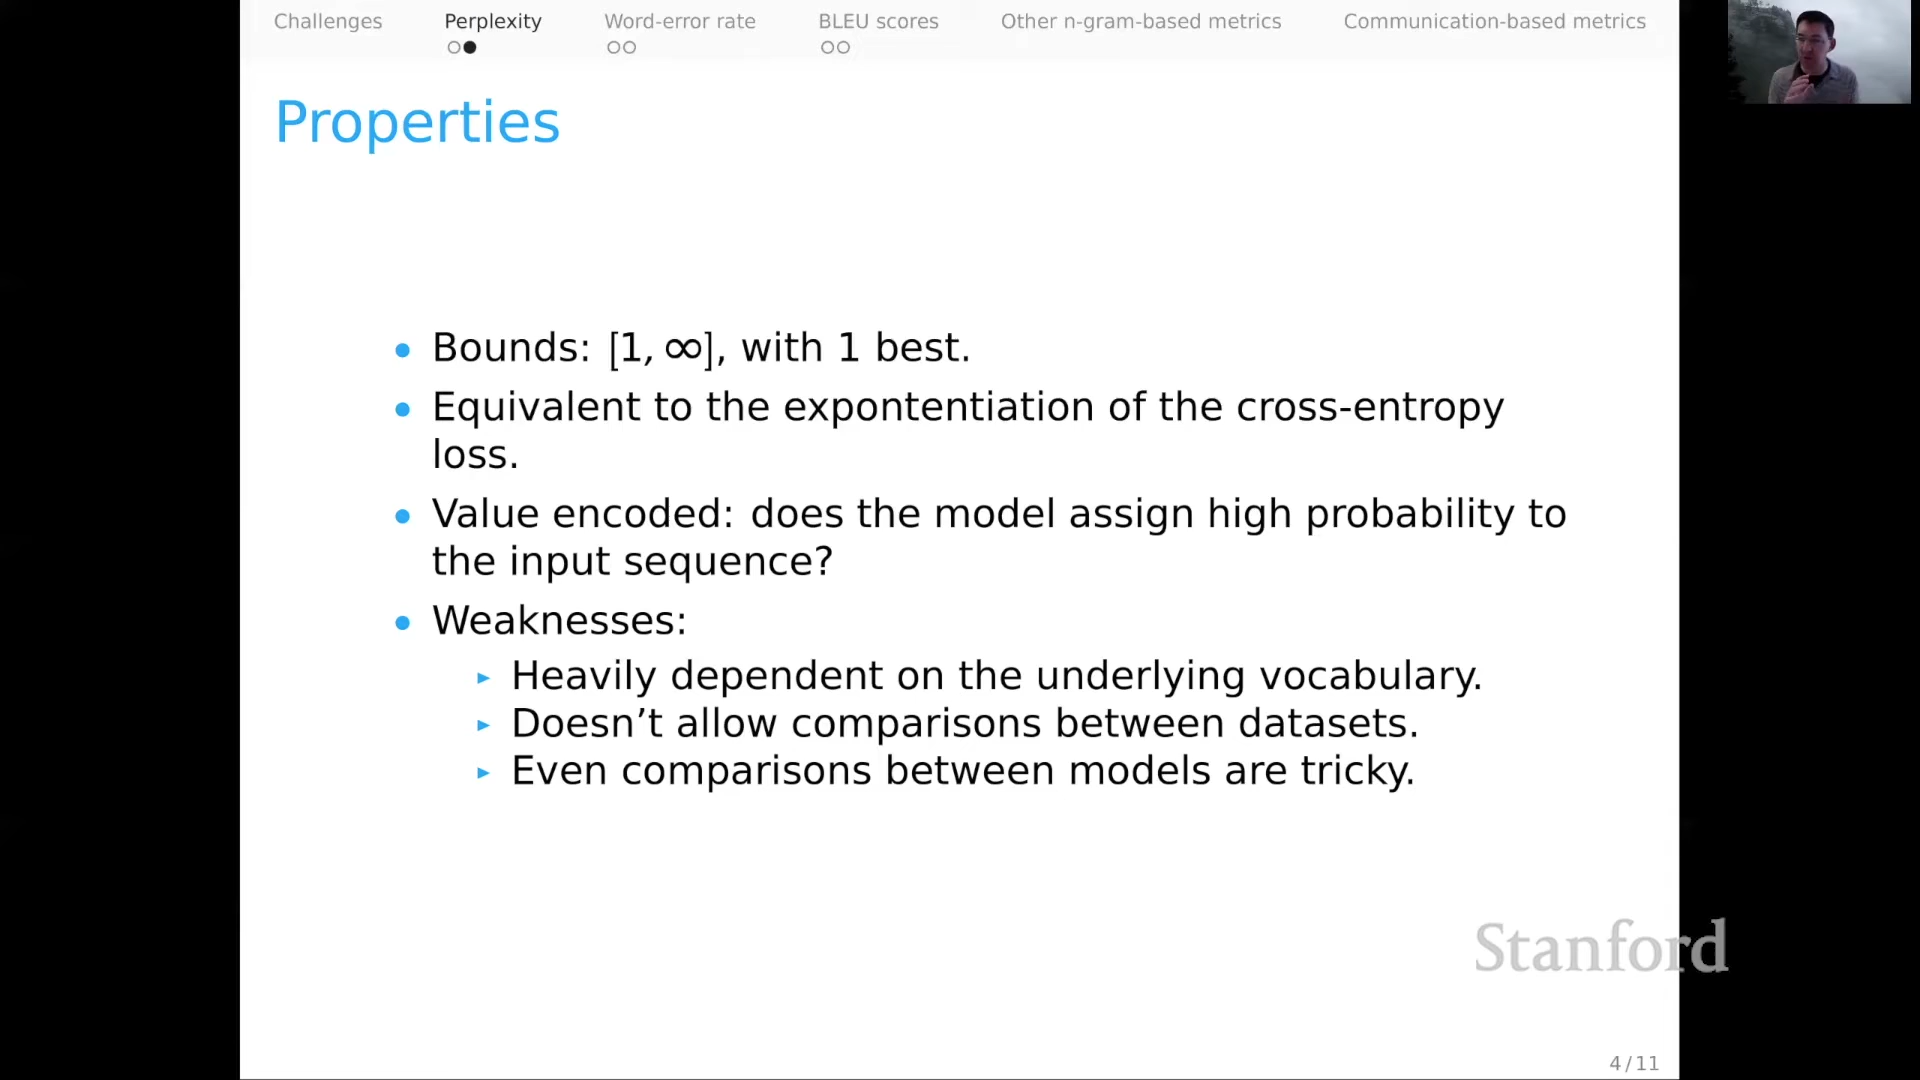 Challenges Perplexity Word-error rate BLEU scores Other n-gram-based metrics Communication-based metrics
Properties
• Bounds: [1, ∞], with 1 best.
• Equivalent to the expontentiation of the cross-entropy
loss.
• Value encoded: does the model assign high probability to
the input sequence?
• Weaknesses:
▸ Heavily dependent on the underlying vocabulary.
▸ Doesn’t allow comparisons between datasets.
▸ Even comparisons between models are tricky.
Stanford
4/11